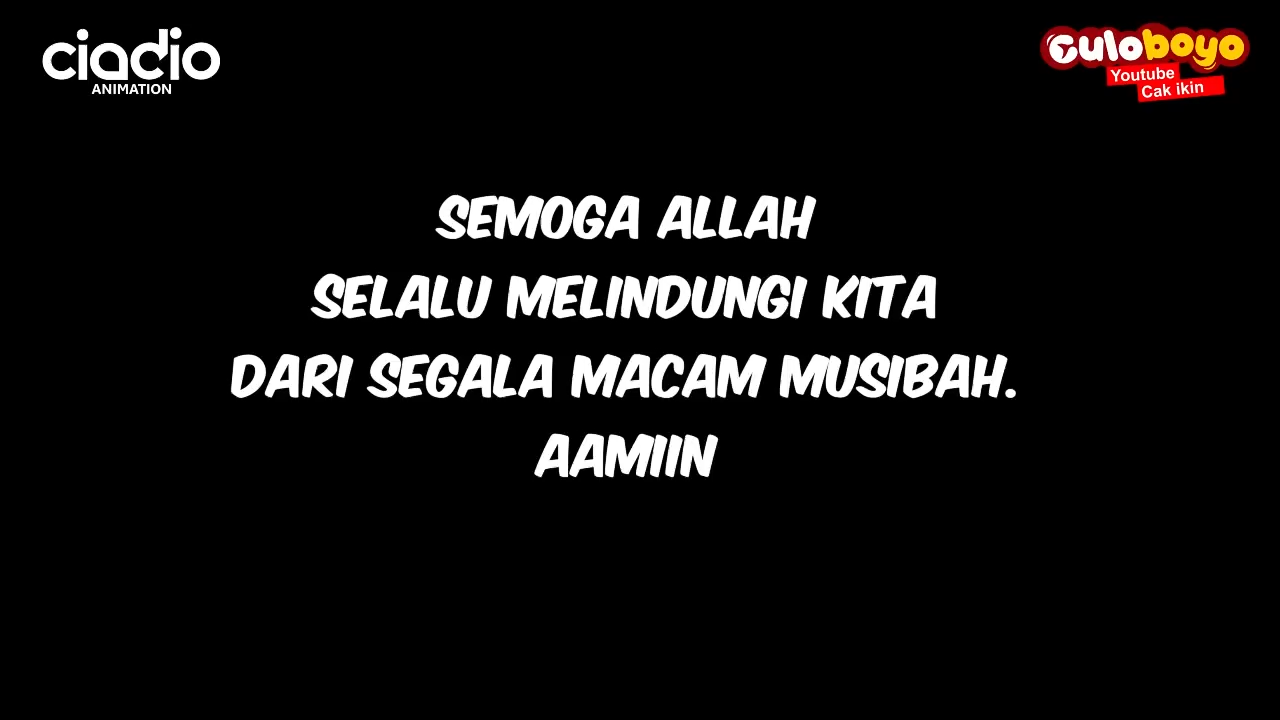 ciadio
ANIMATION
culoboyo
Youtube
Cak ikin
SEMOGA ALLAH
SELALU MELINDUNGI KITA
DARI SEGALA MACAM MUSIBAH.
AAMIIN